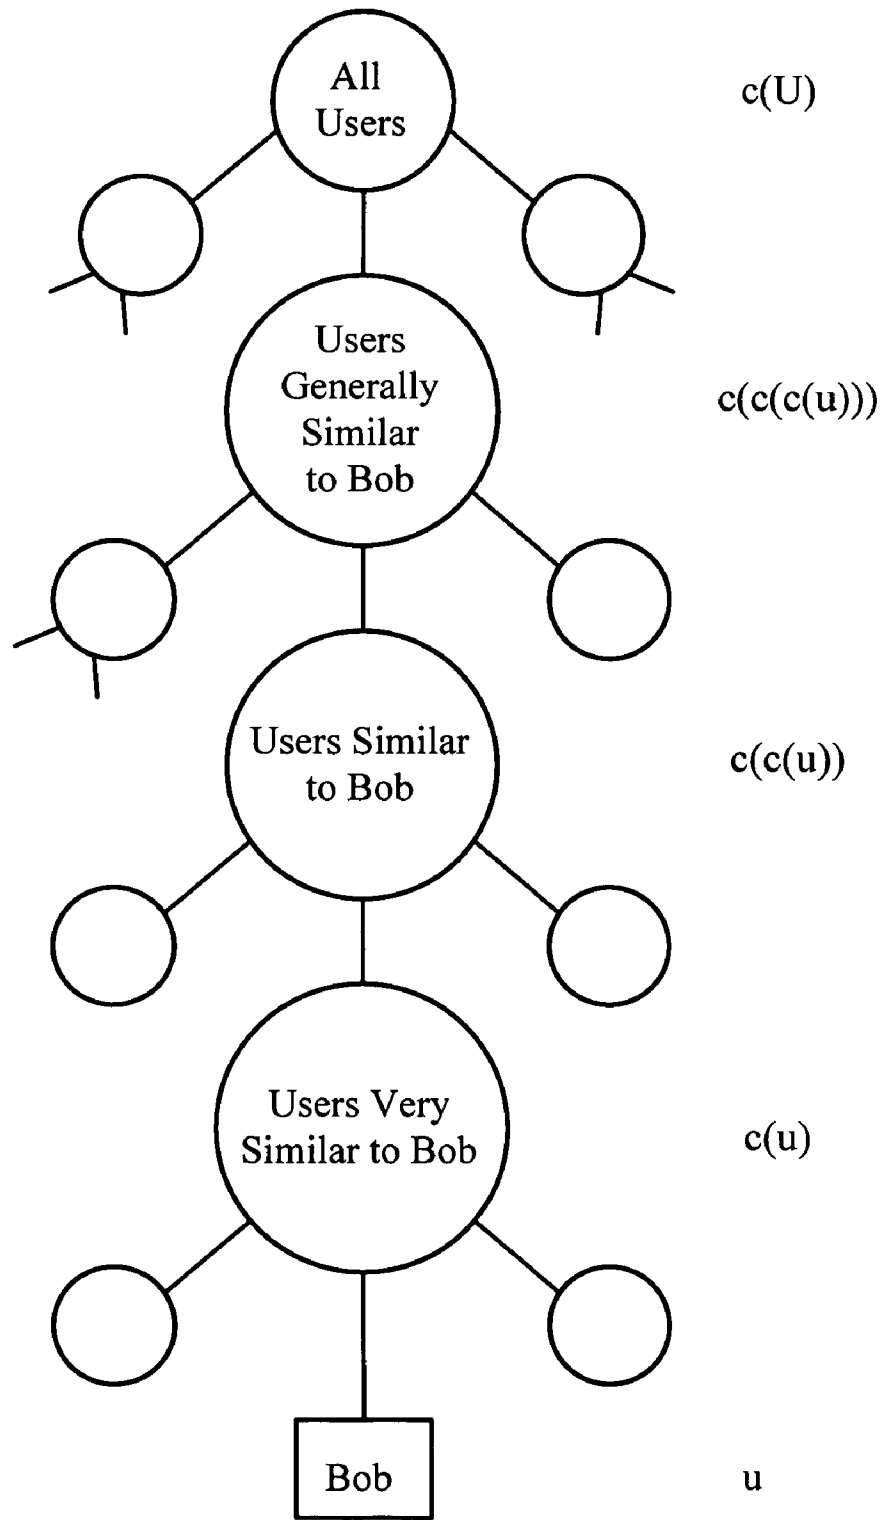 All
Users
c(U)
Users
Generally
Similar
to Bob
c(c(c(u)))
Users Similar
to Bob
c(c(u))
Users Very
Similar to Bob
c(u)
Bob
u